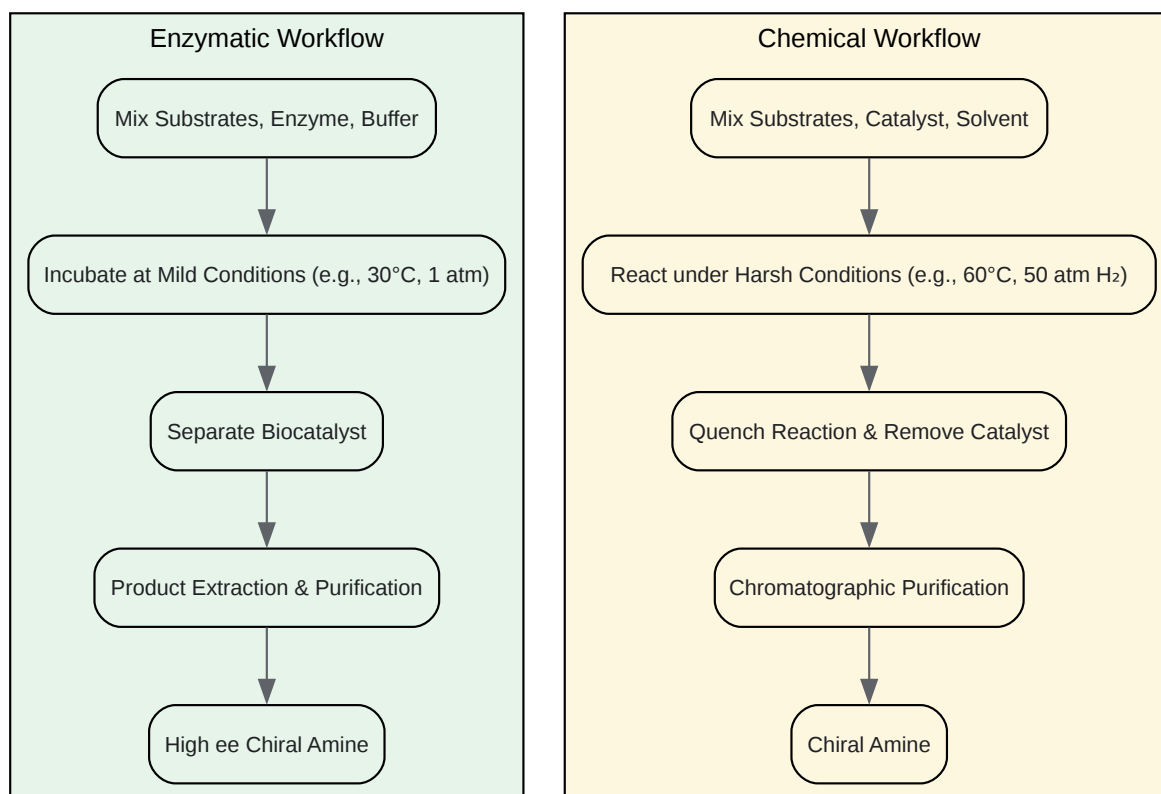 Enzymatic Workflow
Mix Substrates, Enzyme, Buffer
Incubate at Mild Conditions (e.g., 30°C, 1 atm)
Separate Biocatalyst
Product Extraction & Purification
High ee Chiral Amine
Chemical Workflow
Mix Substrates, Catalyst, Solvent
React under Harsh Conditions (e.g., 60°C, 50 atm H₂)
Quench Reaction & Remove Catalyst
Chromatographic Purification
Chiral Amine